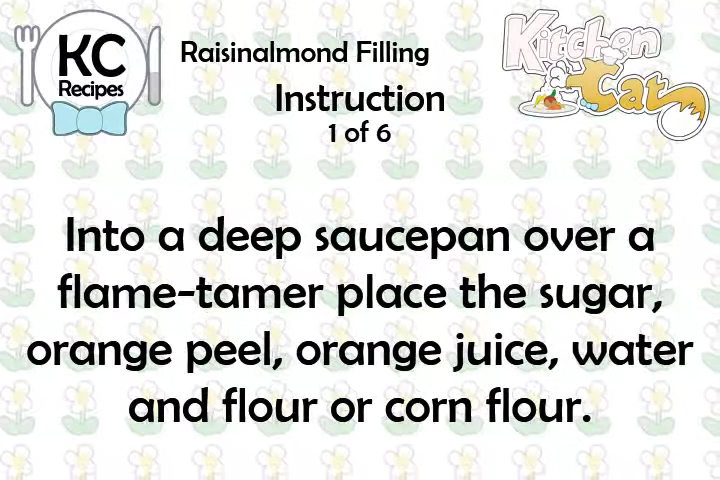 KC
Recipes
Raisinalmond Filling
Kitchen
Cat
Instruction
1 of 6
Into a deep saucepan over a
flame-tamer place the sugar,
orange peel, orange juice, water
and flour or corn flour.